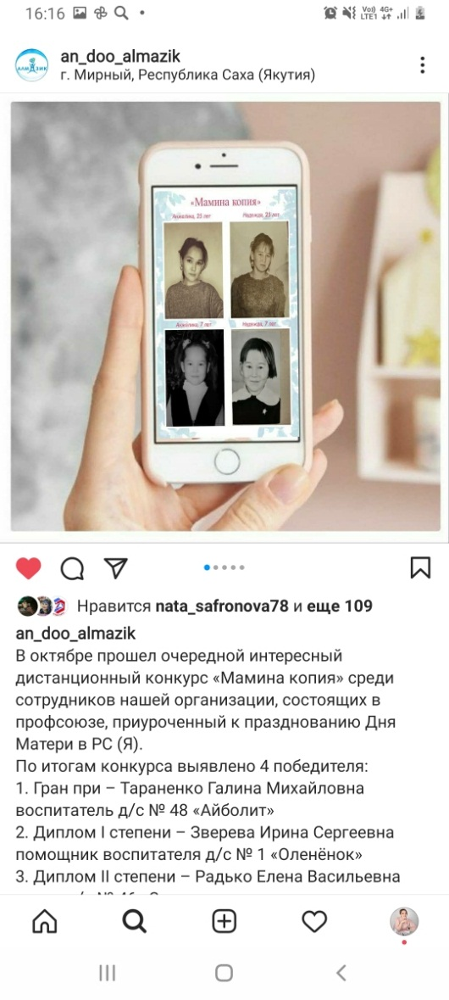 16:16
Vo)) 4G+
LTE1
АЛМАЗИК
an_doo_almazik
г. Мирный, Республика Саха (Якутия)
«Мамина копия»
Анжелика, 25 лет Надежда, 25 лет
Анжелика, 7 лет Надежда, 7 лет
Нравится nata_safronova78 и еще 109
an_doo_almazik
В октябре прошел очередной интересный
дистанционный конкурс «Мамина копия» среди
сотрудников нашей организации, состоящих в
профсоюзе, приуроченный к празднованию Дня
Матери в РС (Я).
По итогам конкурса выявлено 4 победителя:
1. Гран при – Тараненко Галина Михайловна
воспитатель д/с № 48 «Айболит»
2. Диплом I степени – Зверева Ирина Сергеевна
помощник воспитателя д/с № 1 «Оленёнок»
3. Диплом II степени – Радько Елена Васильевна